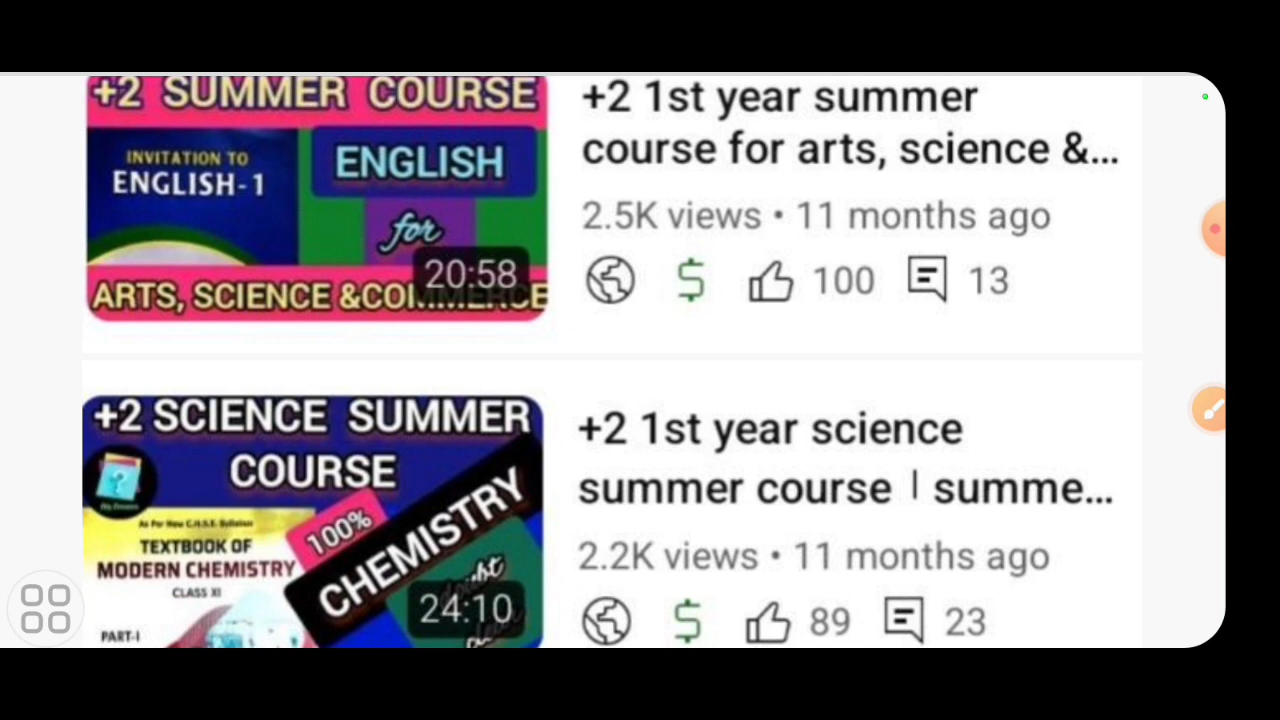 +2 SUMMER COURSE
INVITATION TO
ENGLISH-1
ENGLISH
for
20:58
ARTS, SCIENCE &COMMERCE
+2 1st year summer
course for arts, science &...
2.5K views • 11 months ago
100
13
+2 SCIENCE SUMMER
COURSE
100%
CHEMISTRY
As Per New C.H.S.E. Syllabus
TEXTBOOK OF
MODERN CHEMISTRY
CLASS XI
PART-I
doubt
24:10
+2 1st year science
summer course | summe...
2.2K views • 11 months ago
89
23